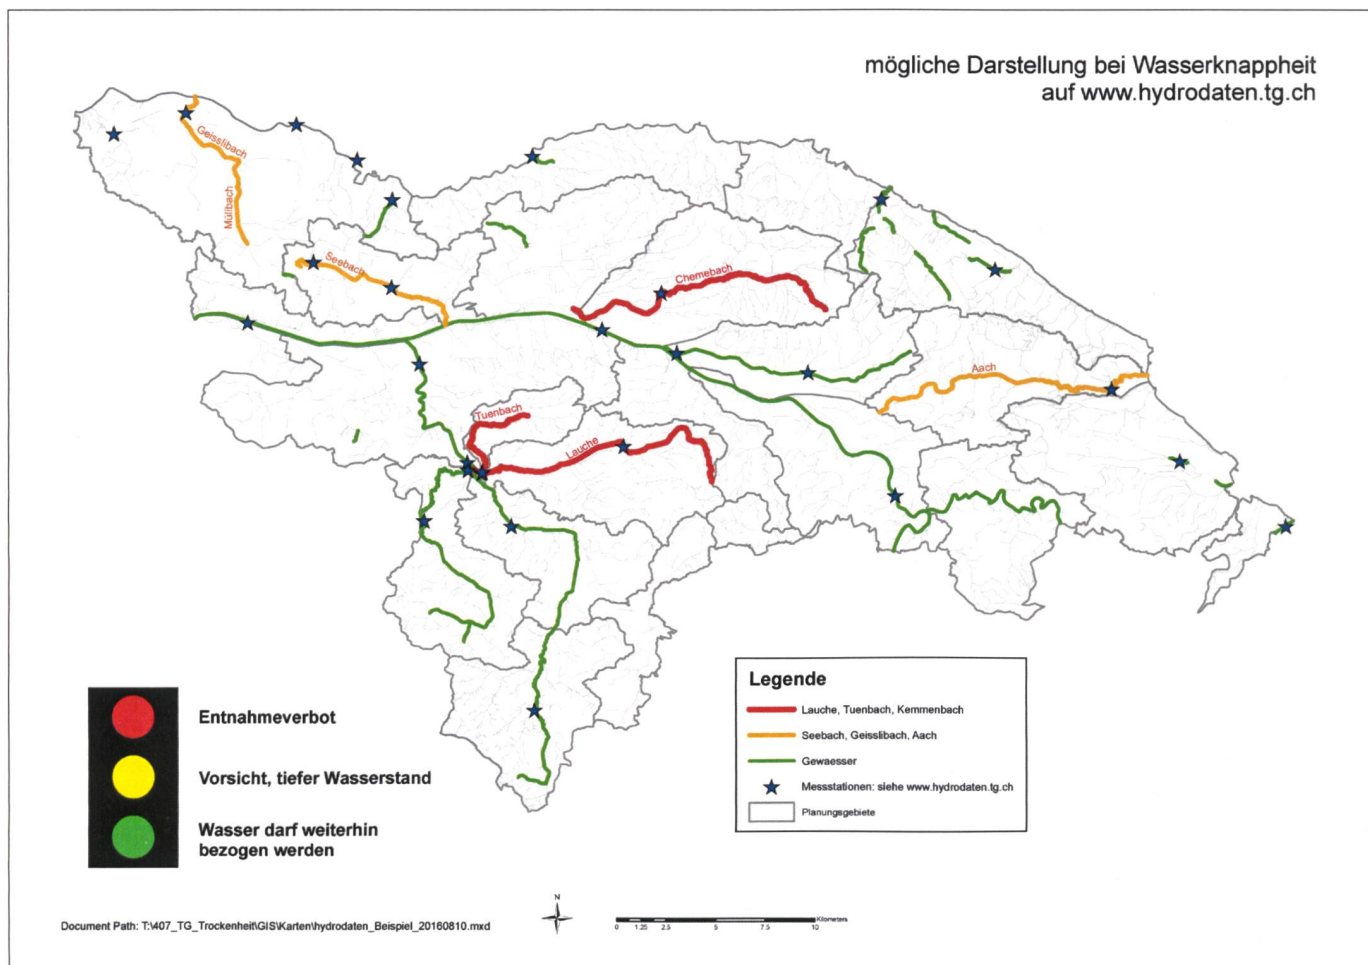 mögliche Darstellung bei Wasserknappheit
auf www.hydrodaten.tg.ch
Geisslibach
Müllbach
Seebach
Chemebach
Aach
Tuenbach
Lauche
Entnahmeverbot
Vorsicht, tiefer Wasserstand
Wasser darf weiterhin
bezogen werden
Legende
Lauche, Tuenbach, Kemmenbach
Seebach, Geisslibach, Aach
Gewaesser
Messstationen: siehe www.hydrodaten.tg.ch
Planungsgebiete
Document Path: T:\407_TG_Trockenheit\GIS\Karten\hydrodaten_Beispiel_20160810.mxd
N
Kilometers
0 1.25 2.5 5 7.5 10